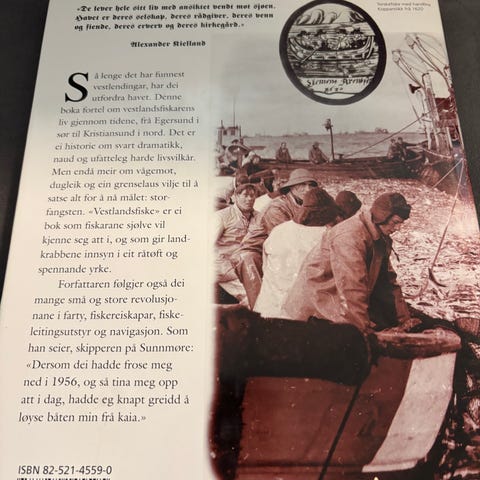 «De lever hele sitt liv med ansiktet vendt mot sjøen.
Havet er deres selskap, deres rådgiver, deres venn
og fiende, deres erverv og deres kirkegård.»
Alexander Kielland
Torskefiske med handling
Kopparstikk frå 1620
Så lenge det har funnest
vestlendingar, har dei
utfordra havet. Denne
boka fortel om vestlandsfiskarens
liv gjennom tidene, frå Egersund i
sør til Kristiansund i nord. Det er
ei historie om svart dramatikk,
naud og ufatteleg harde livsvilkår.
Men endå meir om vågemot,
dugleik og ein grenselaus vilje til å
satse alt for å nå målet: stor-
fangsten. «Vestlandsfiske» er ei
bok som fiskarane sjølve vil
kjenne seg att i, og som gir land-
krabbene innsyn i eit råtøft og
spennande yrke.
Forfattaren følgjer også dei
mange små og store revolusjo-
nane i farty, fiskereiskapar, fiske-
leitingsutstyr og navigasjon. Som
han seier, skipperen på Sunnmøre:
«Dersom dei hadde frose meg
ned i 1956, og så tina meg opp
att i dag, hadde eg knapt greidd å
løyse båten min frå kaia.»
ISBN 82-521-4559-0